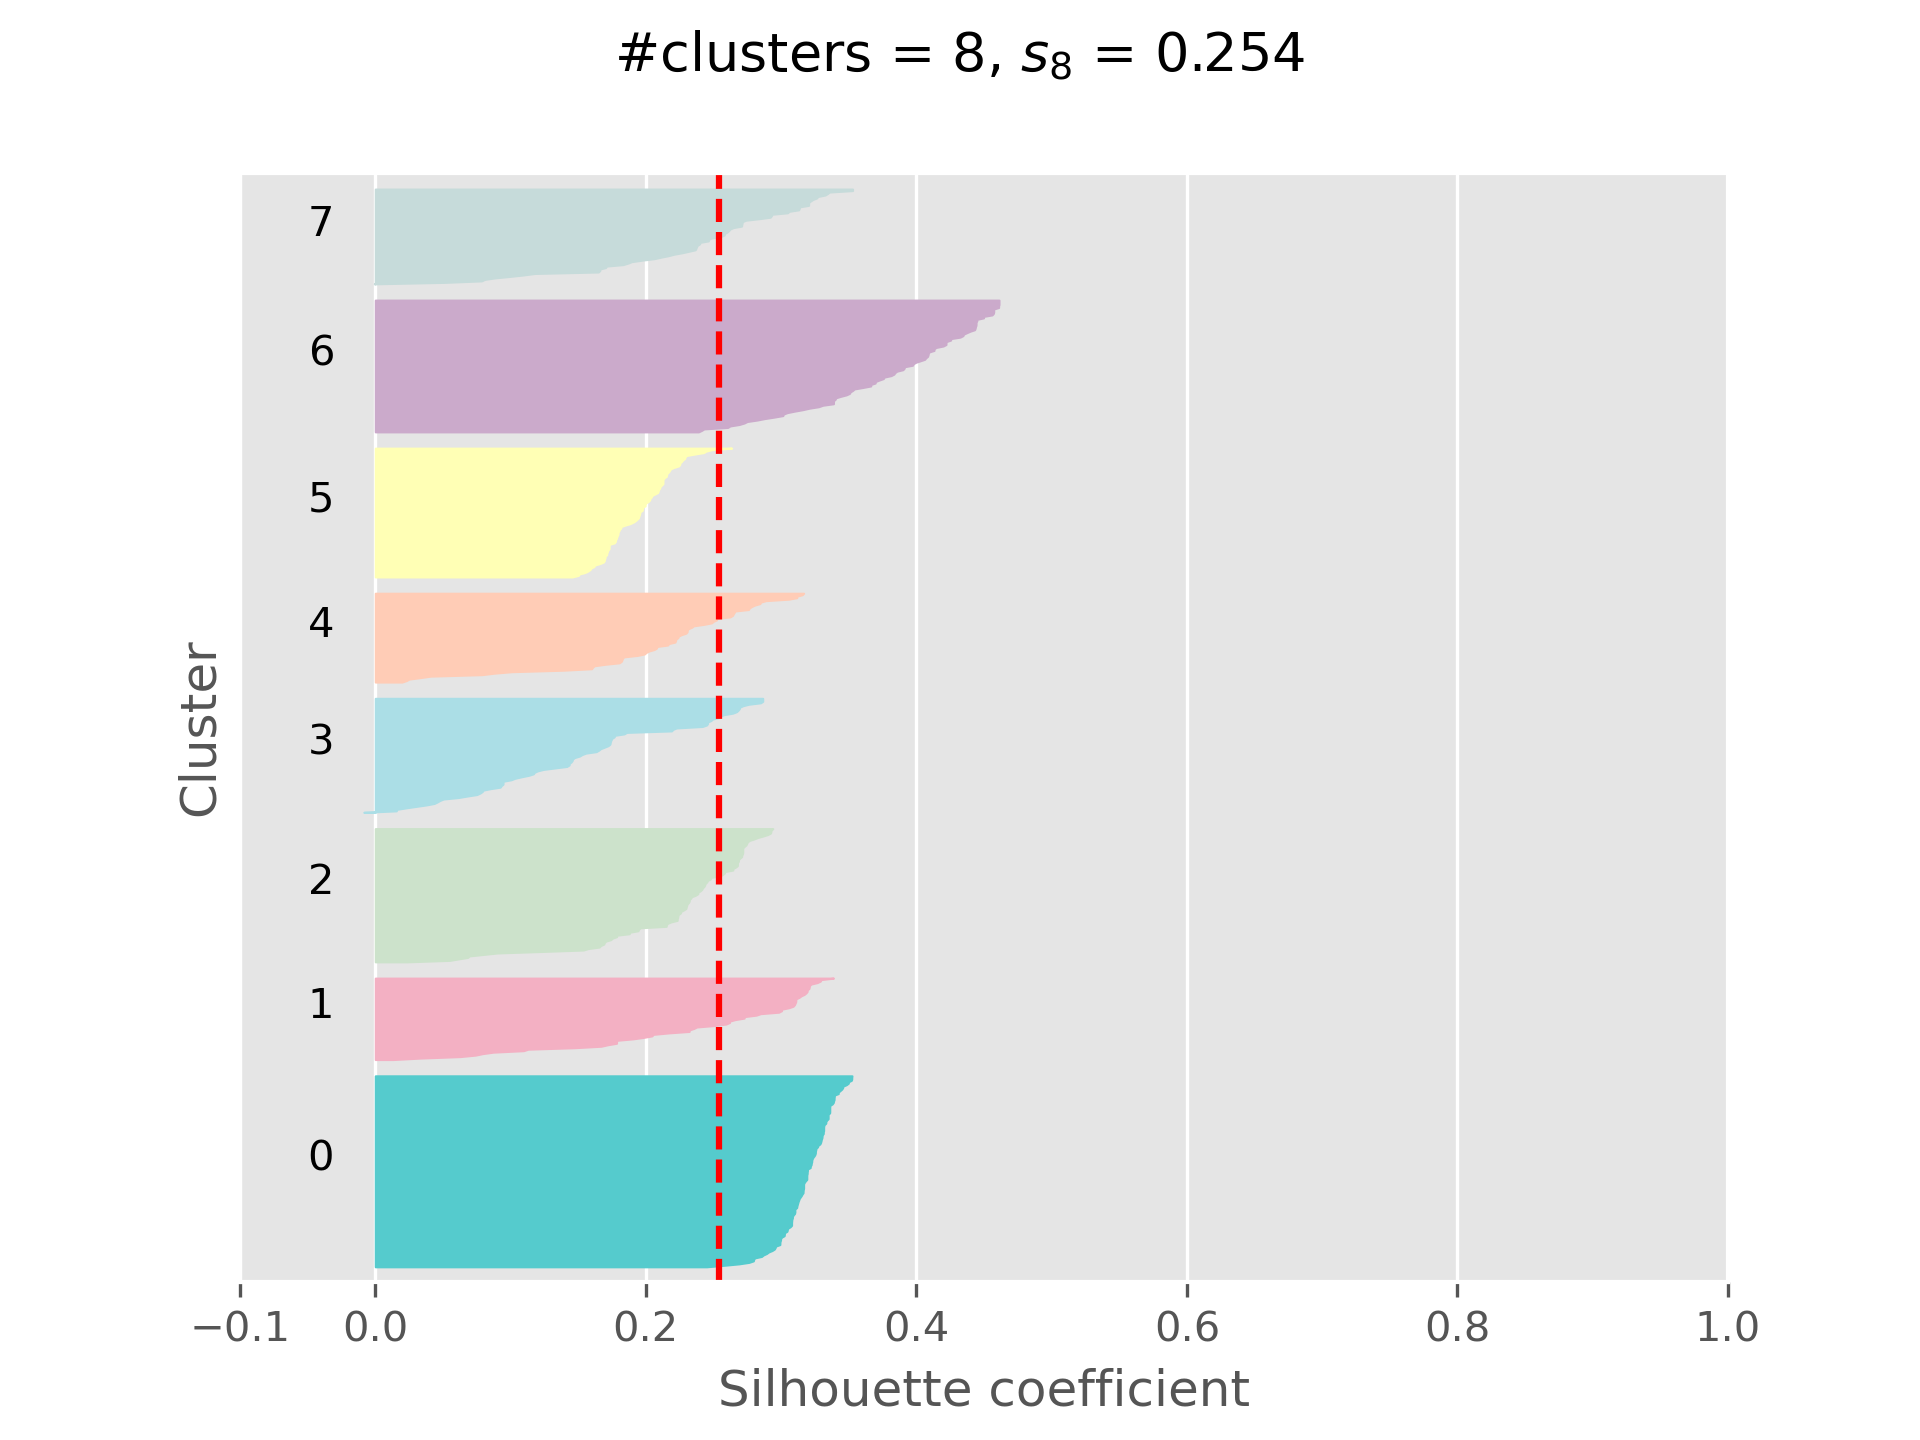 #clusters = 8, s₈ = 0.254
7
6
5
4
3
2
1
0
Cluster
−0.1 0.0 0.2 0.4 0.6 0.8 1.0
Silhouette coefficient